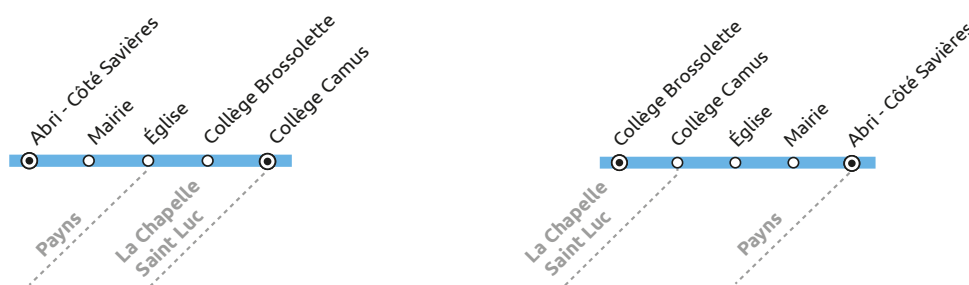 Abri - Côté Savières
Mairie
Église
Collège Brossolette
Collège Camus
Payns
La Chapelle
Saint Luc
Collège Brossolette
Collège Camus
Église
Mairie
Abri - Côté Savières
La Chapelle
Saint Luc
Payns